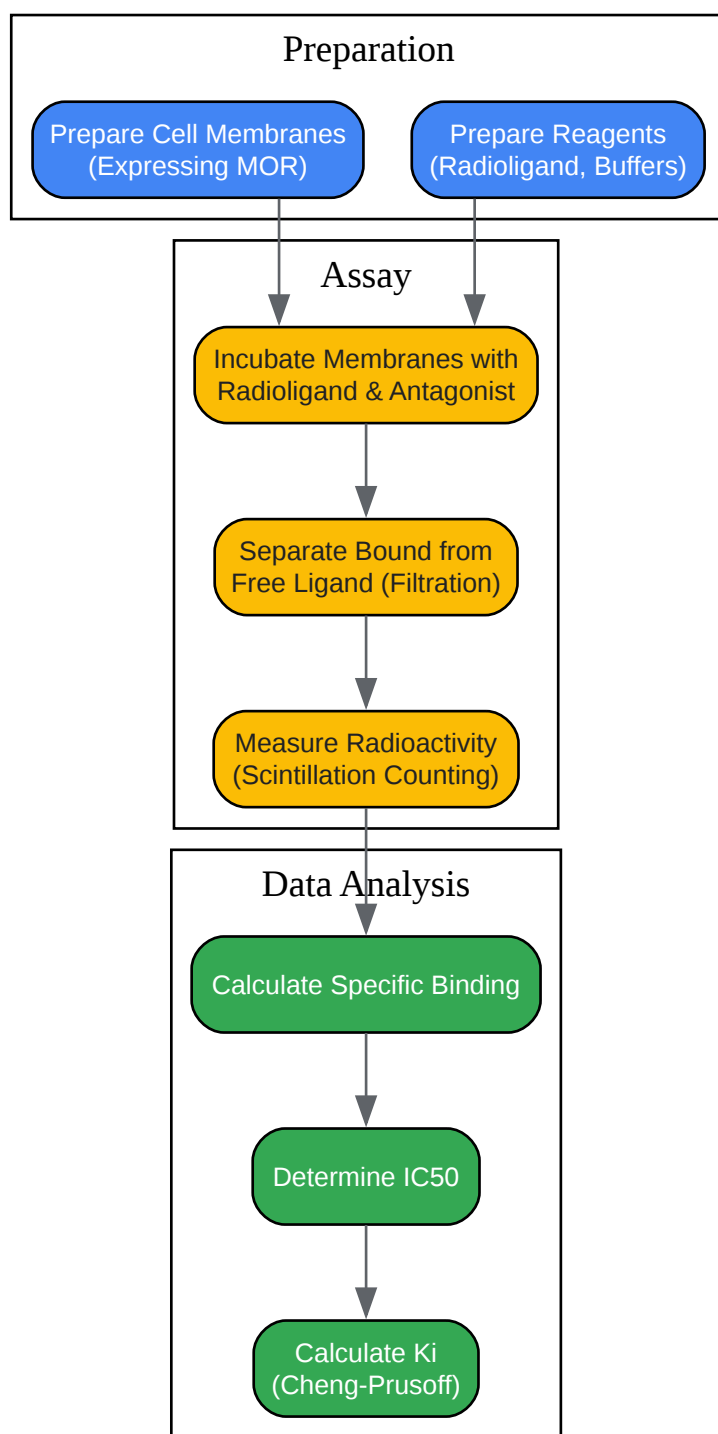 Preparation
Prepare Cell Membranes
(Expressing MOR)
Prepare Reagents
(Radioligand, Buffers)
Assay
Incubate Membranes with
Radioligand & Antagonist
Separate Bound from
Free Ligand (Filtration)
Measure Radioactivity
(Scintillation Counting)
Data Analysis
Calculate Specific Binding
Determine IC50
Calculate Ki
(Cheng-Prusoff)